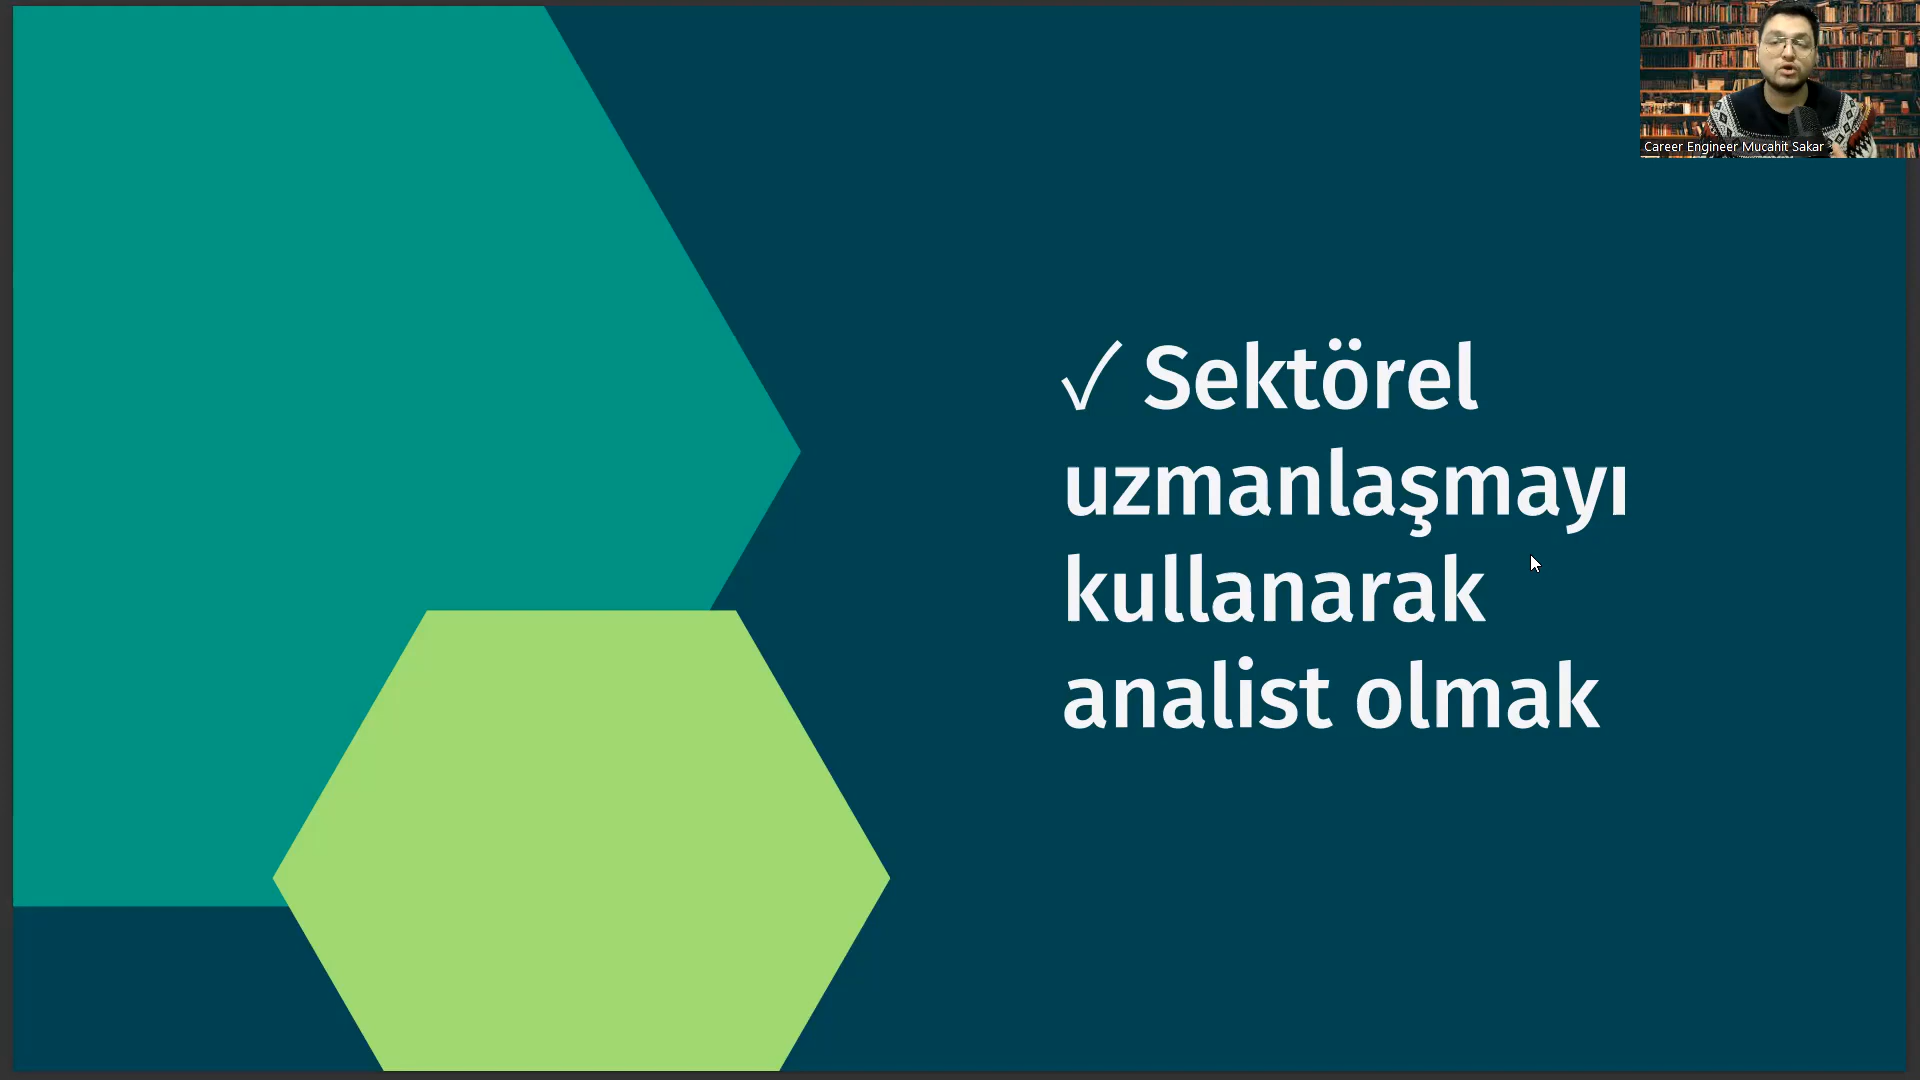 Career Engineer Mucahit Sakar
✓ Sektörel
uzmanlaşmayı
kullanarak
analist olmak